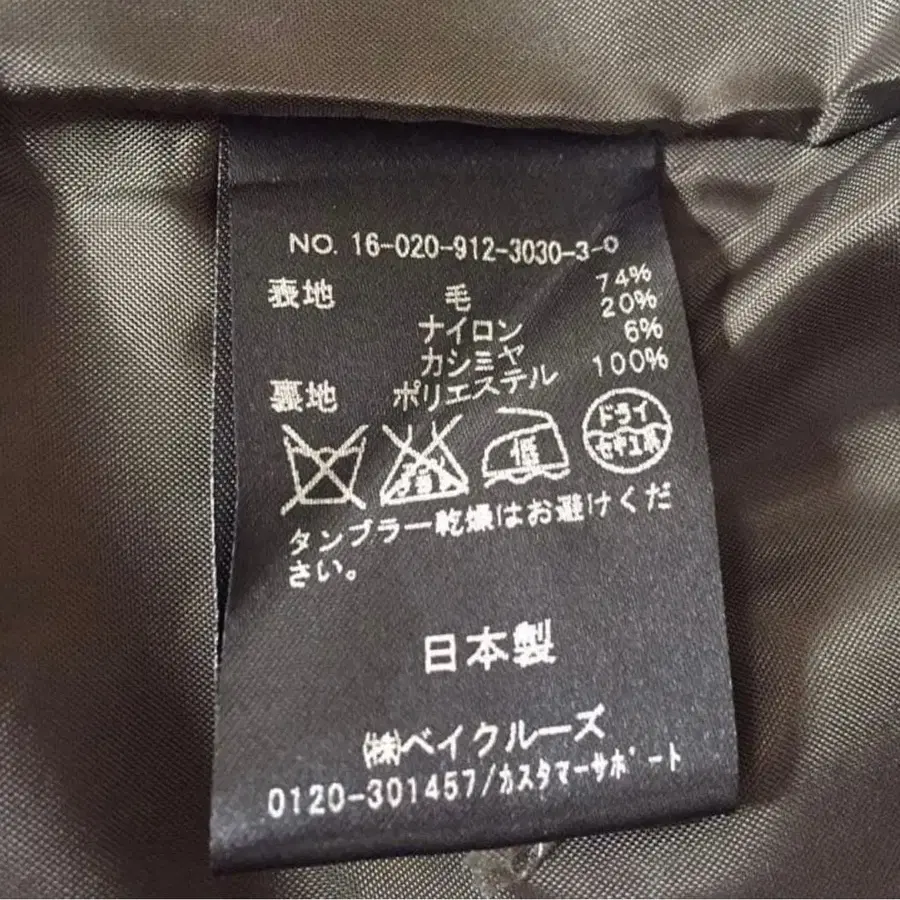 NO. 16-020-912-3030-3-0
表地 毛 74%
ナイロン 20%
カシミヤ 6%
裏地 ポリエステル 100%
低
ドライ
セキユ系
タンブラー乾燥はお避けくだ
さい。
日本製
㈱ベイクルーズ
0120-301457/カスタマーサポート